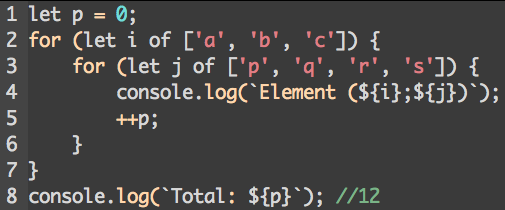 1 let p = 0;
2 for (let i of ['a', 'b', 'c']) {
3     for (let j of ['p', 'q', 'r', 's']) {
4         console.log(`Element (${i};${j})`);
5         ++p;
6     }
7 }
8 console.log(`Total: ${p}`); //12